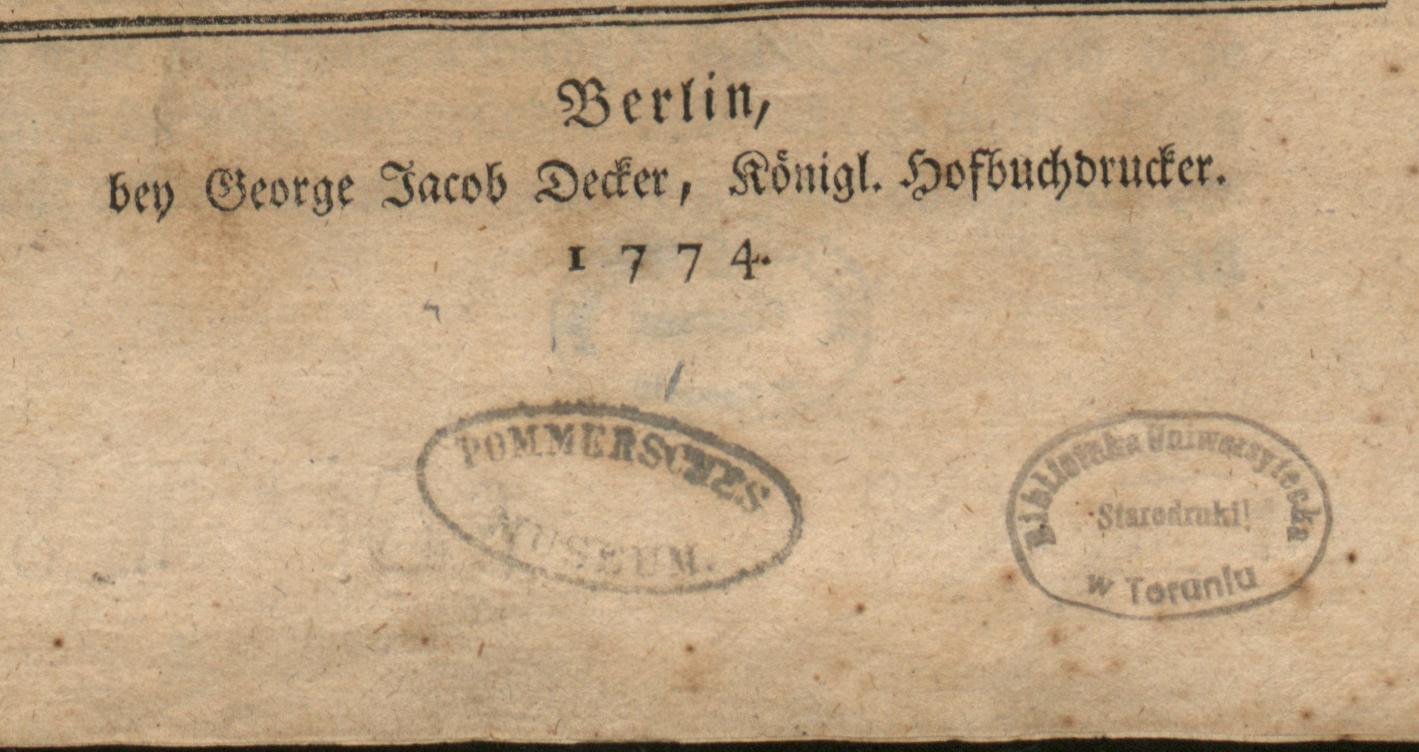 Berlin,
bey George Jacob Decker, Königl. Hofbuchdrucker.
1774.
POMMERSCHES
MUSEUM.
Biblioteka Uniwersytecka
Starodruki!
w Toruniu